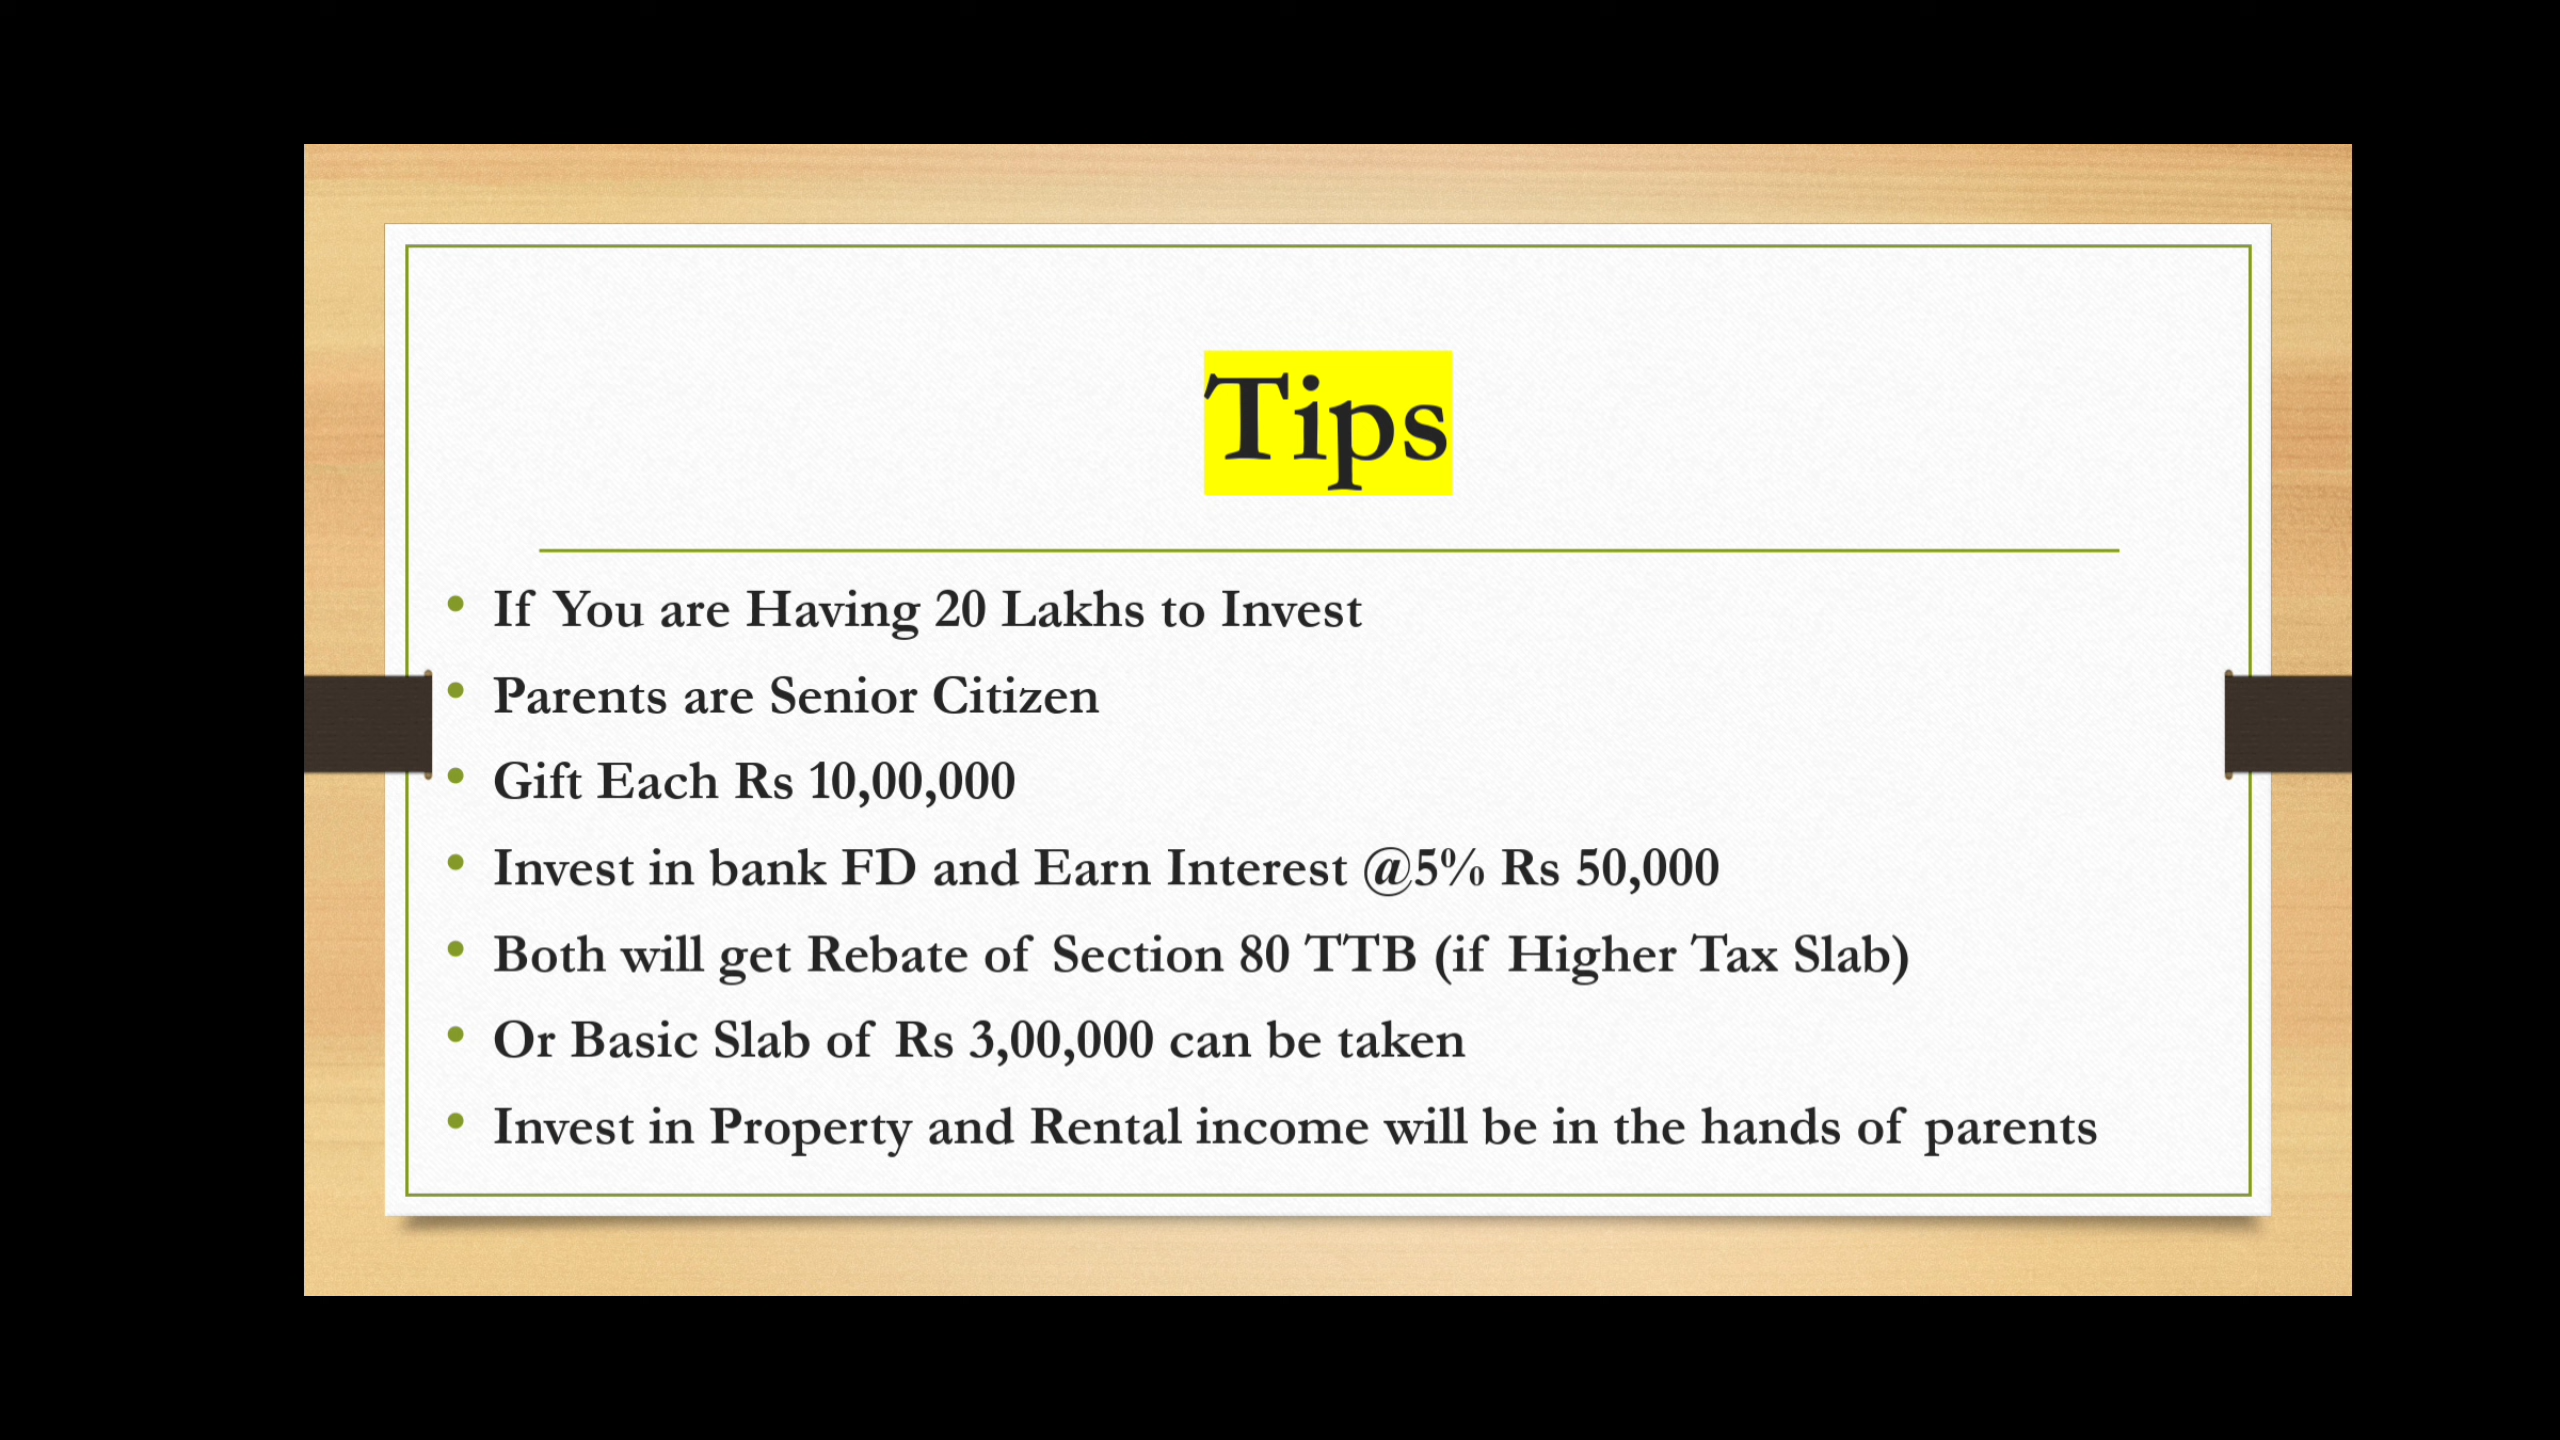 Tips
• If You are Having 20 Lakhs to Invest
• Parents are Senior Citizen
• Gift Each Rs 10,00,000
• Invest in bank FD and Earn Interest @5% Rs 50,000
• Both will get Rebate of Section 80 TTB (if Higher Tax Slab)
• Or Basic Slab of Rs 3,00,000 can be taken
• Invest in Property and Rental income will be in the hands of parents